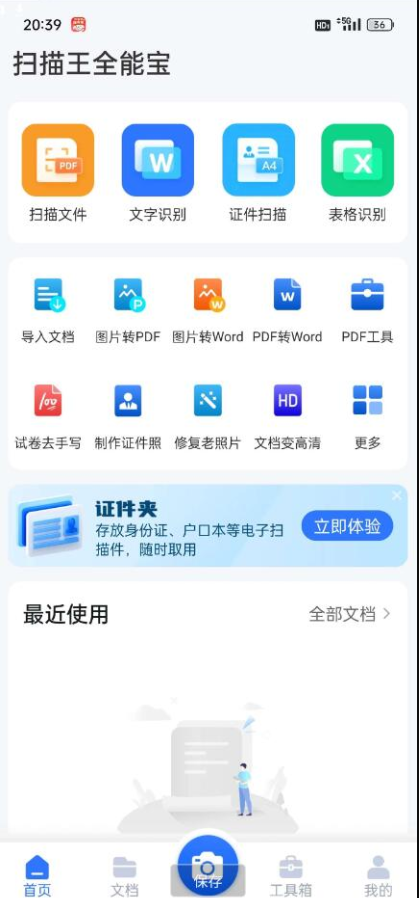 20:39 HD 5G 36
扫描王全能宝
PDF W A4 X
扫描文件 文字识别 证件扫描 表格识别
P W W
导入文档 图片转PDF 图片转Word PDF转Word PDF工具
100 HD
试卷去手写 制作证件照 修复老照片 文档变高清 更多
证件夹
存放身份证、户口本等电子扫
描件，随时取用
立即体验
最近使用 全部文档
保存
首页 文档 工具箱 我的